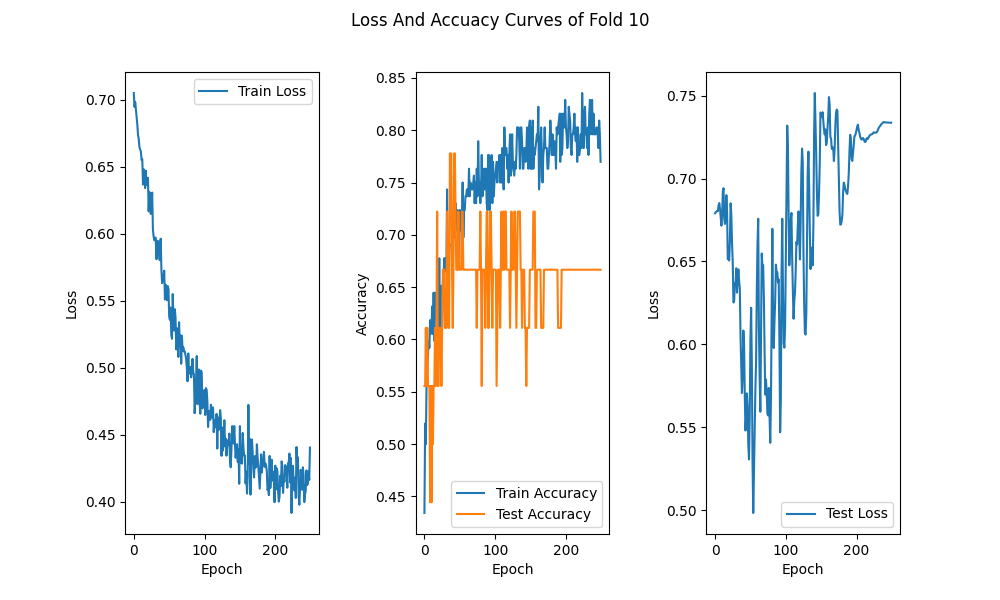 Loss And Accuacy Curves of Fold 10
Loss
0.70
0.65
0.60
0.55
0.50
0.45
0.40
Train Loss
0 100 200
Epoch
Accuracy
0.85
0.80
0.75
0.70
0.65
0.60
0.55
0.50
0.45
Train Accuracy
Test Accuracy
0 100 200
Epoch
Loss
0.75
0.70
0.65
0.60
0.55
0.50
Test Loss
0 100 200
Epoch